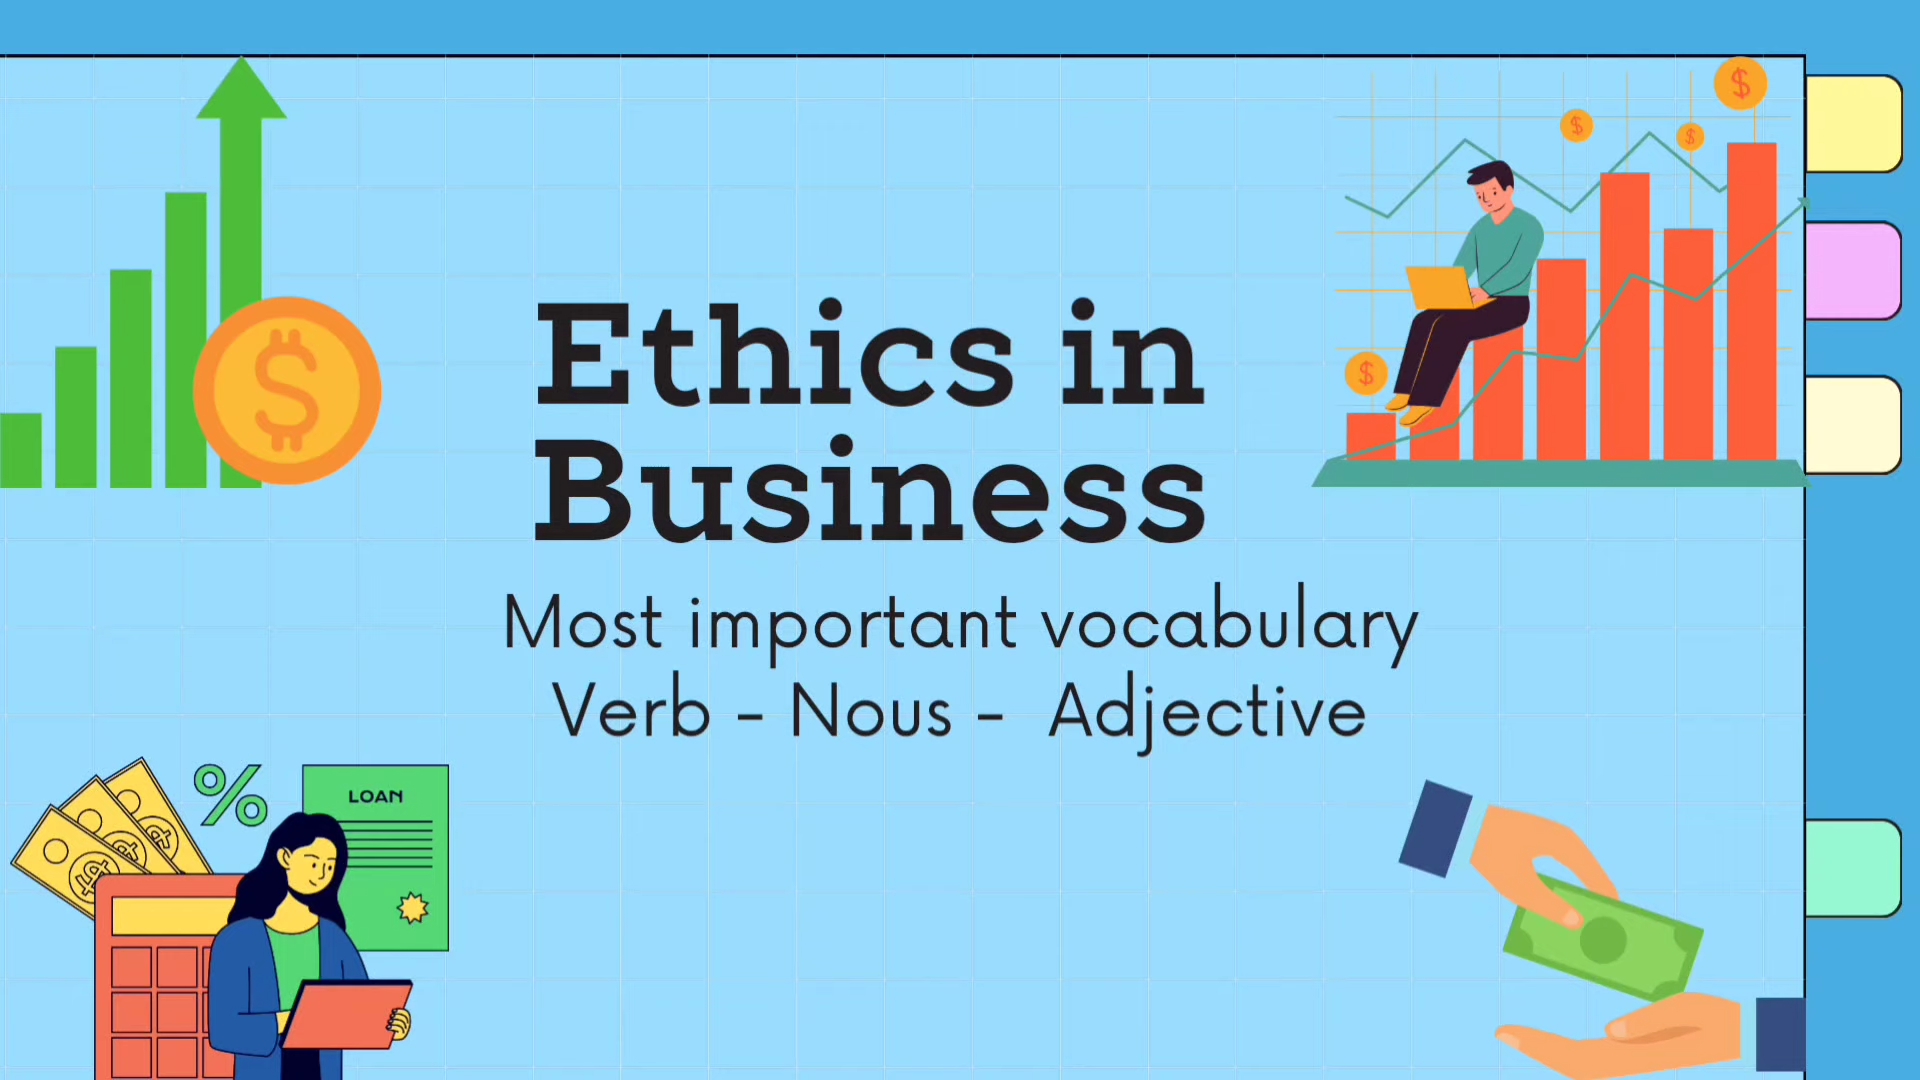 Ethics in
Business
Most important vocabulary
Verb - Nous - Adjective
LOAN
%
$
$
$
$
$